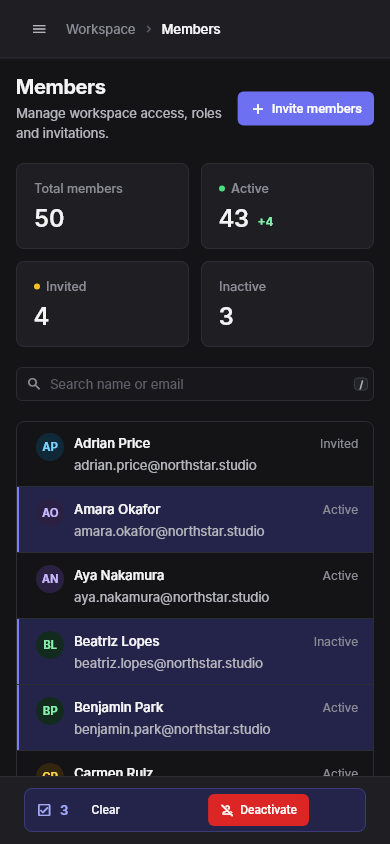 Workspace > Members
Members
Manage workspace access, roles
and invitations.
+ Invite members
Total members
50
Active
43 +4
Invited
4
Inactive
3
Search name or email /
AP Adrian Price Invited
adrian.price@northstar.studio
AO Amara Okafor Active
amara.okafor@northstar.studio
AN Aya Nakamura Active
aya.nakamura@northstar.studio
BL Beatriz Lopes Inactive
beatriz.lopes@northstar.studio
BP Benjamin Park Active
benjamin.park@northstar.studio
CR Carmen Ruiz Active
3 Clear Deactivate